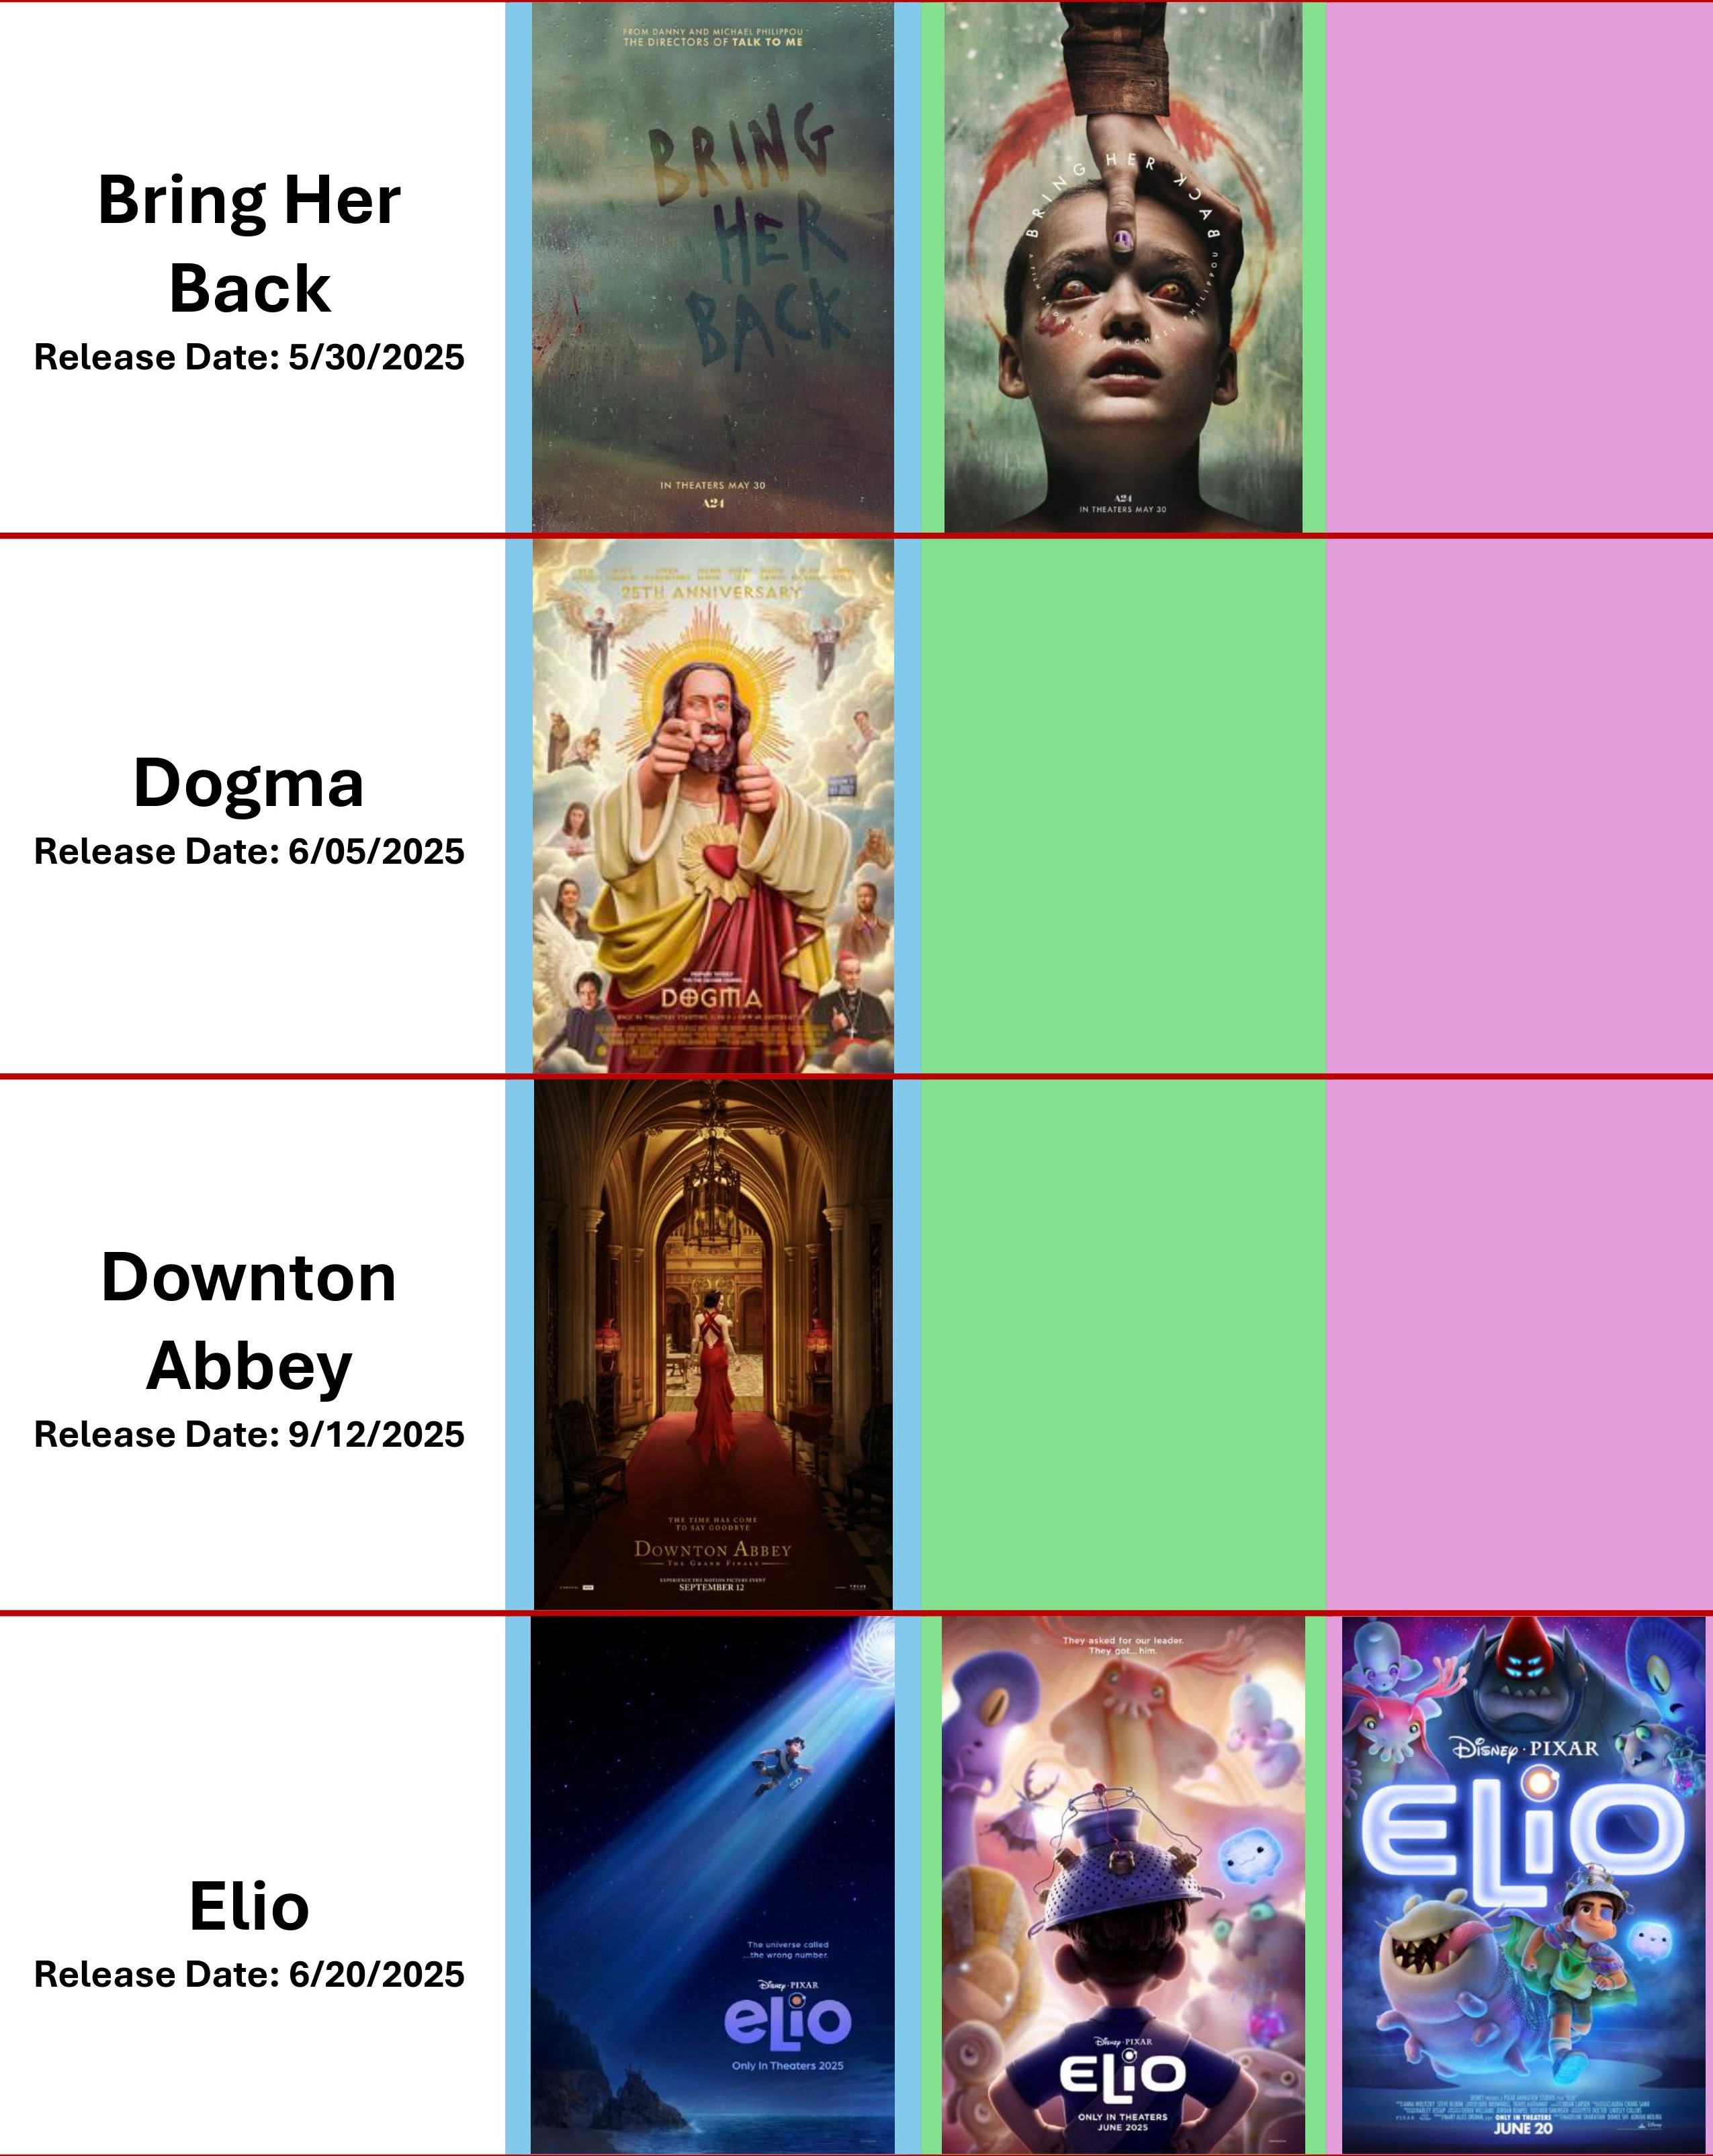 Bring Her
Back
Release Date: 5/30/2025
FROM DANNY AND MICHAEL PHILIPPOU
THE DIRECTORS OF TALK TO ME
BRING
HER
BACK
IN THEATERS MAY 30
A24
BRING HER BACK
A24
IN THEATERS MAY 30
Dogma
Release Date: 6/05/2025
25TH ANNIVERSARY
DOGMA
Downton
Abbey
Release Date: 9/12/2025
THE TIME HAS COME
TO SAY GOODBYE
DOWNTON ABBEY
THE GRAND FINALE
EXPERIENCE THE MOTION PICTURE EVENT
SEPTEMBER 12
Elio
Release Date: 6/20/2025
The universe called
...the wrong number.
Disney · PIXAR
eLiO
Only In Theaters 2025
They asked for our leader.
They got...him.
Disney · PIXAR
ELiO
ONLY IN THEATERS
JUNE 2025
Disney · PIXAR
ELiO
ONLY IN THEATERS
JUNE 20